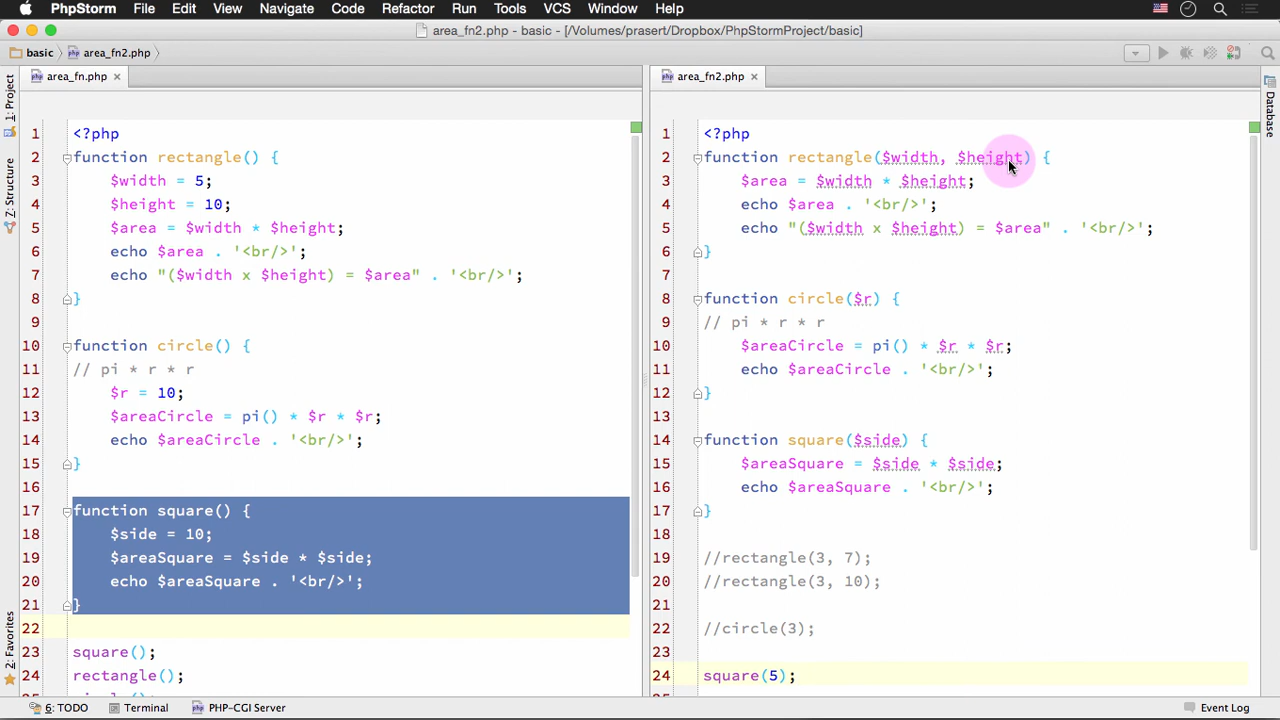 PhpStorm File Edit View Navigate Code Refactor Run Tools VCS Window Help
area_fn2.php - basic - [/Volumes/prasert/Dropbox/PhpStormProject/basic]
basic area_fn2.php
1: Project
Z: Structure
2: Favorites
area_fn.php
1 <?php
2 function rectangle() {
3 $width = 5;
4 $height = 10;
5 $area = $width * $height;
6 echo $area . '<br/>';
7 echo "($width x $height) = $area" . '<br/>';
8 }
9
10 function circle() {
11 // pi * r * r
12 $r = 10;
13 $areaCircle = pi() * $r * $r;
14 echo $areaCircle . '<br/>';
15 }
16
17 function square() {
18 $side = 10;
19 $areaSquare = $side * $side;
20 echo $areaSquare . '<br/>';
21 }
22
23 square();
24 rectangle();
area_fn2.php
1 <?php
2 function rectangle($width, $height) {
3 $area = $width * $height;
4 echo $area . '<br/>';
5 echo "($width x $height) = $area" . '<br/>';
6 }
7
8 function circle($r) {
9 // pi * r * r
10 $areaCircle = pi() * $r * $r;
11 echo $areaCircle . '<br/>';
12 }
13
14 function square($side) {
15 $areaSquare = $side * $side;
16 echo $areaSquare . '<br/>';
17 }
18
19 //rectangle(3, 7);
20 //rectangle(3, 10);
21
22 //circle(3);
23
24 square(5);
Database
6: TODO Terminal PHP-CGI Server Event Log